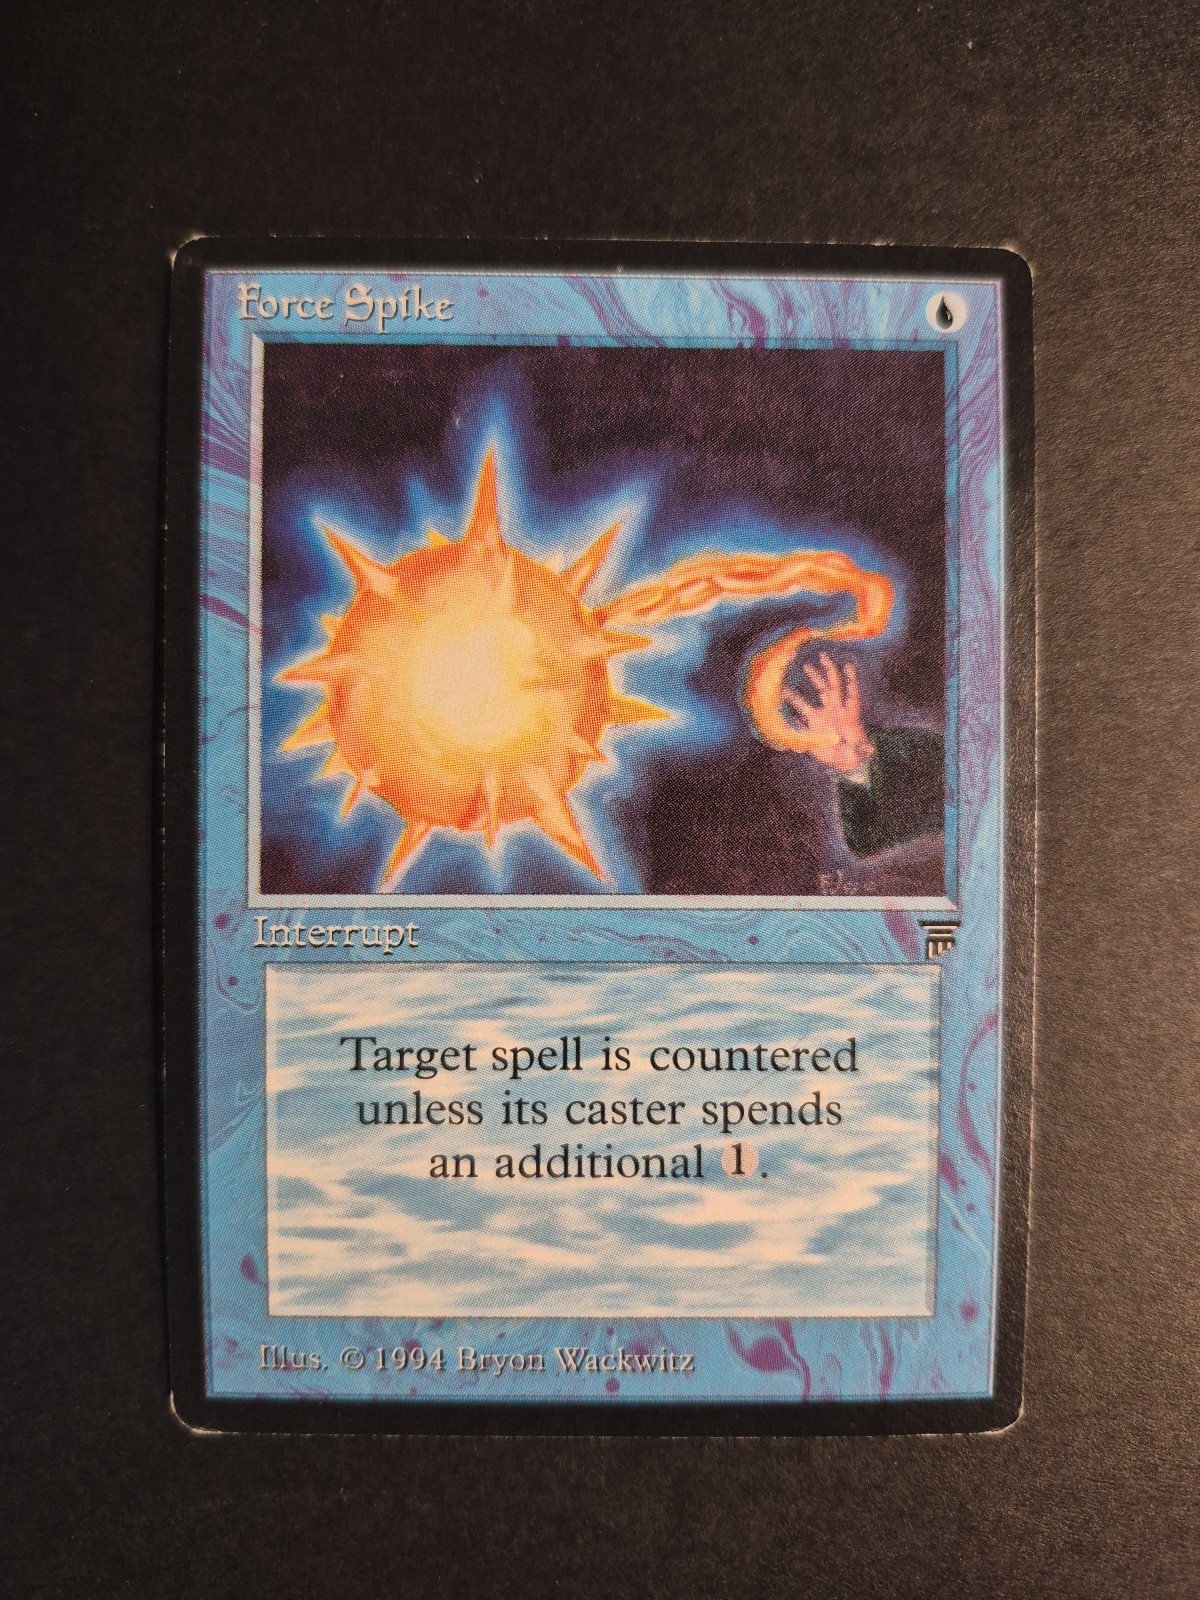 Force Spike
Interrupt
Target spell is countered
unless its caster spends
an additional 1.
Illus. © 1994 Bryon Wackwitz